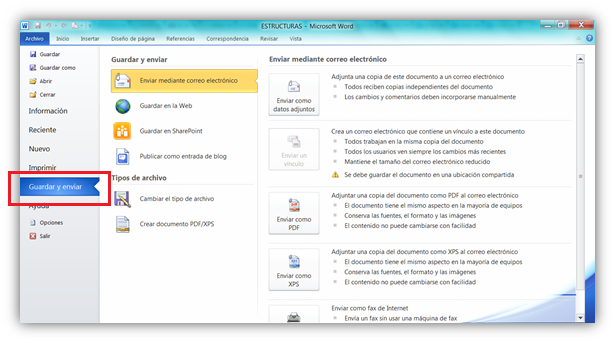 ESTRUCTURAS - Microsoft Word
Archivo Inicio Insertar Diseño de página Referencias Correspondencia Revisar Vista
Guardar
Guardar como
Abrir
Cerrar
Información
Reciente
Nuevo
Imprimir
Guardar y enviar
Ayuda
Opciones
Salir
Guardar y enviar
Enviar mediante correo electrónico
Guardar en la Web
Guardar en SharePoint
Publicar como entrada de blog
Tipos de archivo
Cambiar el tipo de archivo
Crear documento PDF/XPS
Enviar mediante correo electrónico
Enviar como
datos adjuntos
Adjunta una copia de este documento a un correo electrónico
Todos reciben copias independientes del documento
Los cambios y comentarios deben incorporarse manualmente
Enviar un
vínculo
Crea un correo electrónico que contiene un vínculo a este documento
Todos trabajan en la misma copia del documento
Todos los usuarios ven siempre los cambios más recientes
Mantiene el tamaño del correo electrónico reducido
Se debe guardar el documento en una ubicación compartida
Enviar como
PDF
Adjuntar una copia del documento como PDF al correo electrónico
El documento tiene el mismo aspecto en la mayoría de equipos
Conserva las fuentes, el formato y las imágenes
El contenido no puede cambiarse con facilidad
Enviar como
XPS
Adjuntar una copia del documento como XPS al correo electrónico
El documento tiene el mismo aspecto en la mayoría de equipos
Conserva las fuentes, el formato y las imágenes
El contenido no puede cambiarse con facilidad
Enviar como fax de Internet
Envía un fax sin usar una máquina de fax